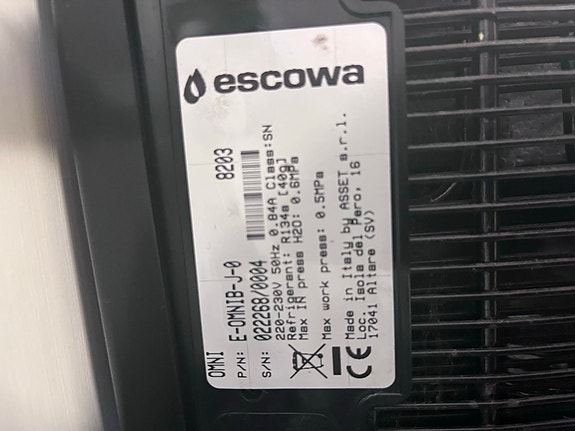 escowa
OMNI 8203
P/N: E-OMNIB-J-0
S/N: 022268/0004
220-230V 50Hz 0.84A Class:SN
Refrigerant: R134a [40g]
Max IN press H2O: 0.6MPa
Max work press: 0.5MPa
Made in Italy by ASSET s.r.l.
Loc. Isola del Pero, 16
17041 Altare (SV)
CE